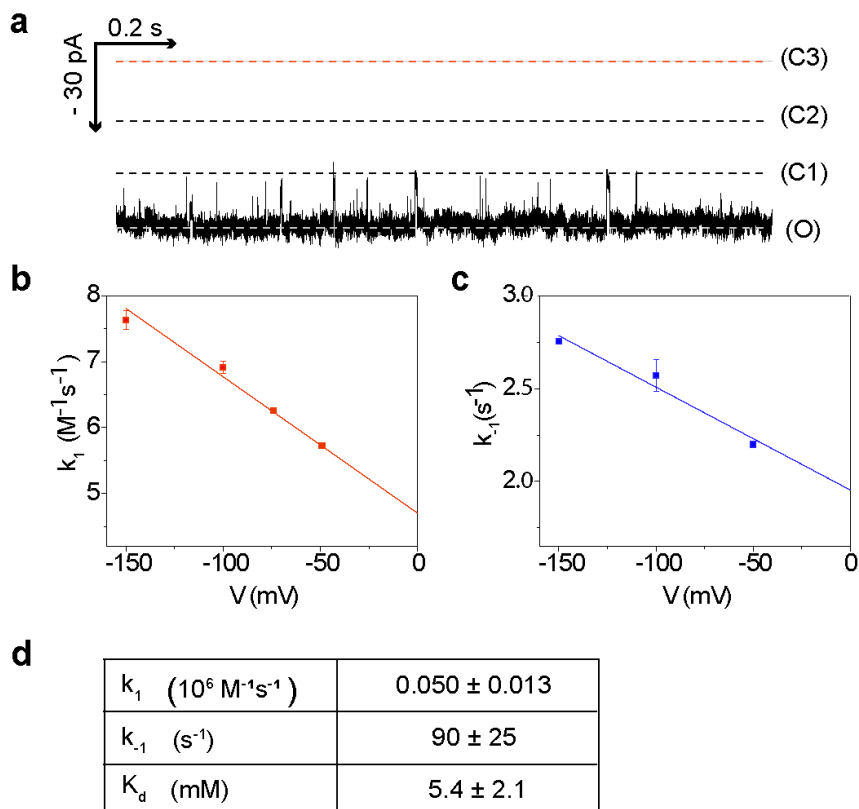 a
0.2 s
- 30 pA
(C3)
(C2)
(C1)
(O)
b
8
7
6
5
k₁ (M⁻¹s⁻¹)
-150 -100 -50 0
V (mV)
c
3.0
2.5
2.0
k₋₁(s⁻¹)
-150 -100 -50 0
V (mV)
d
k₁ (10⁶ M⁻¹s⁻¹) 0.050 ± 0.013
k₋₁ (s⁻¹) 90 ± 25
K_d (mM) 5.4 ± 2.1